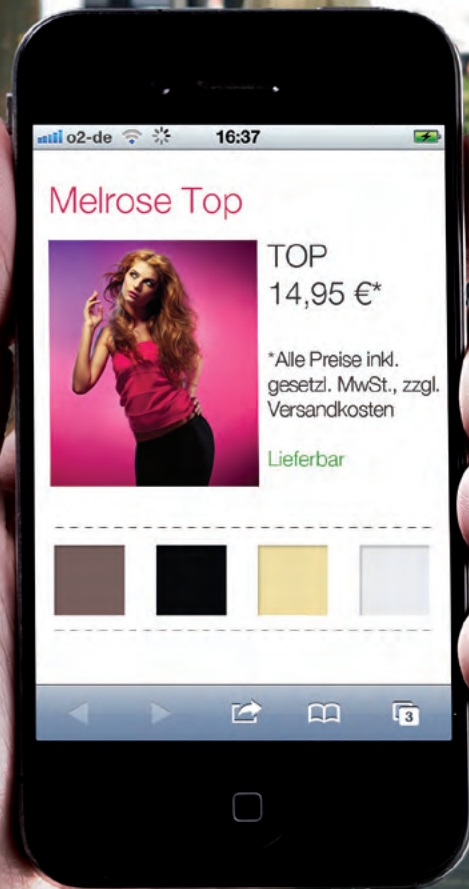 o2-de 16:37
Melrose Top
TOP
14,95 €*
*Alle Preise inkl.
gesetzl. MwSt., zzgl.
Versandkosten
Lieferbar
3